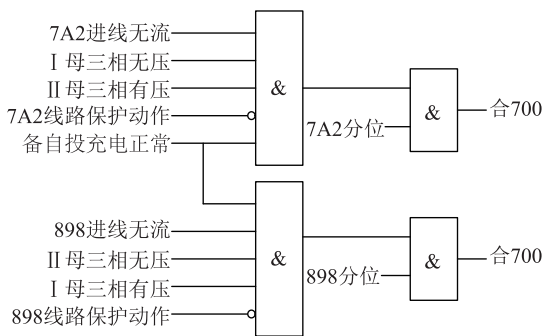 7A2进线无流
Ⅰ母三相无压
Ⅱ母三相有压
7A2线路保护动作
备自投充电正常
&
7A2分位
&
合700
898进线无流
Ⅱ母三相无压
Ⅰ母三相有压
898线路保护动作
&
898分位
&
合700